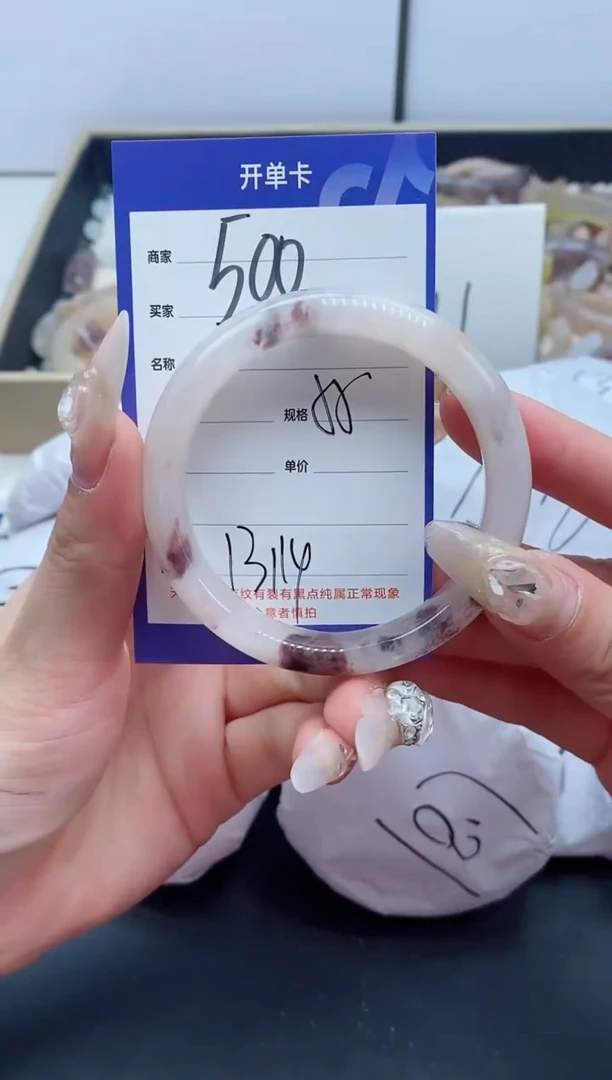 开单卡
商家 500
买家
名称
规格
单价
1314
天 纹有裂有黑点纯属正常现象
意者慎拍